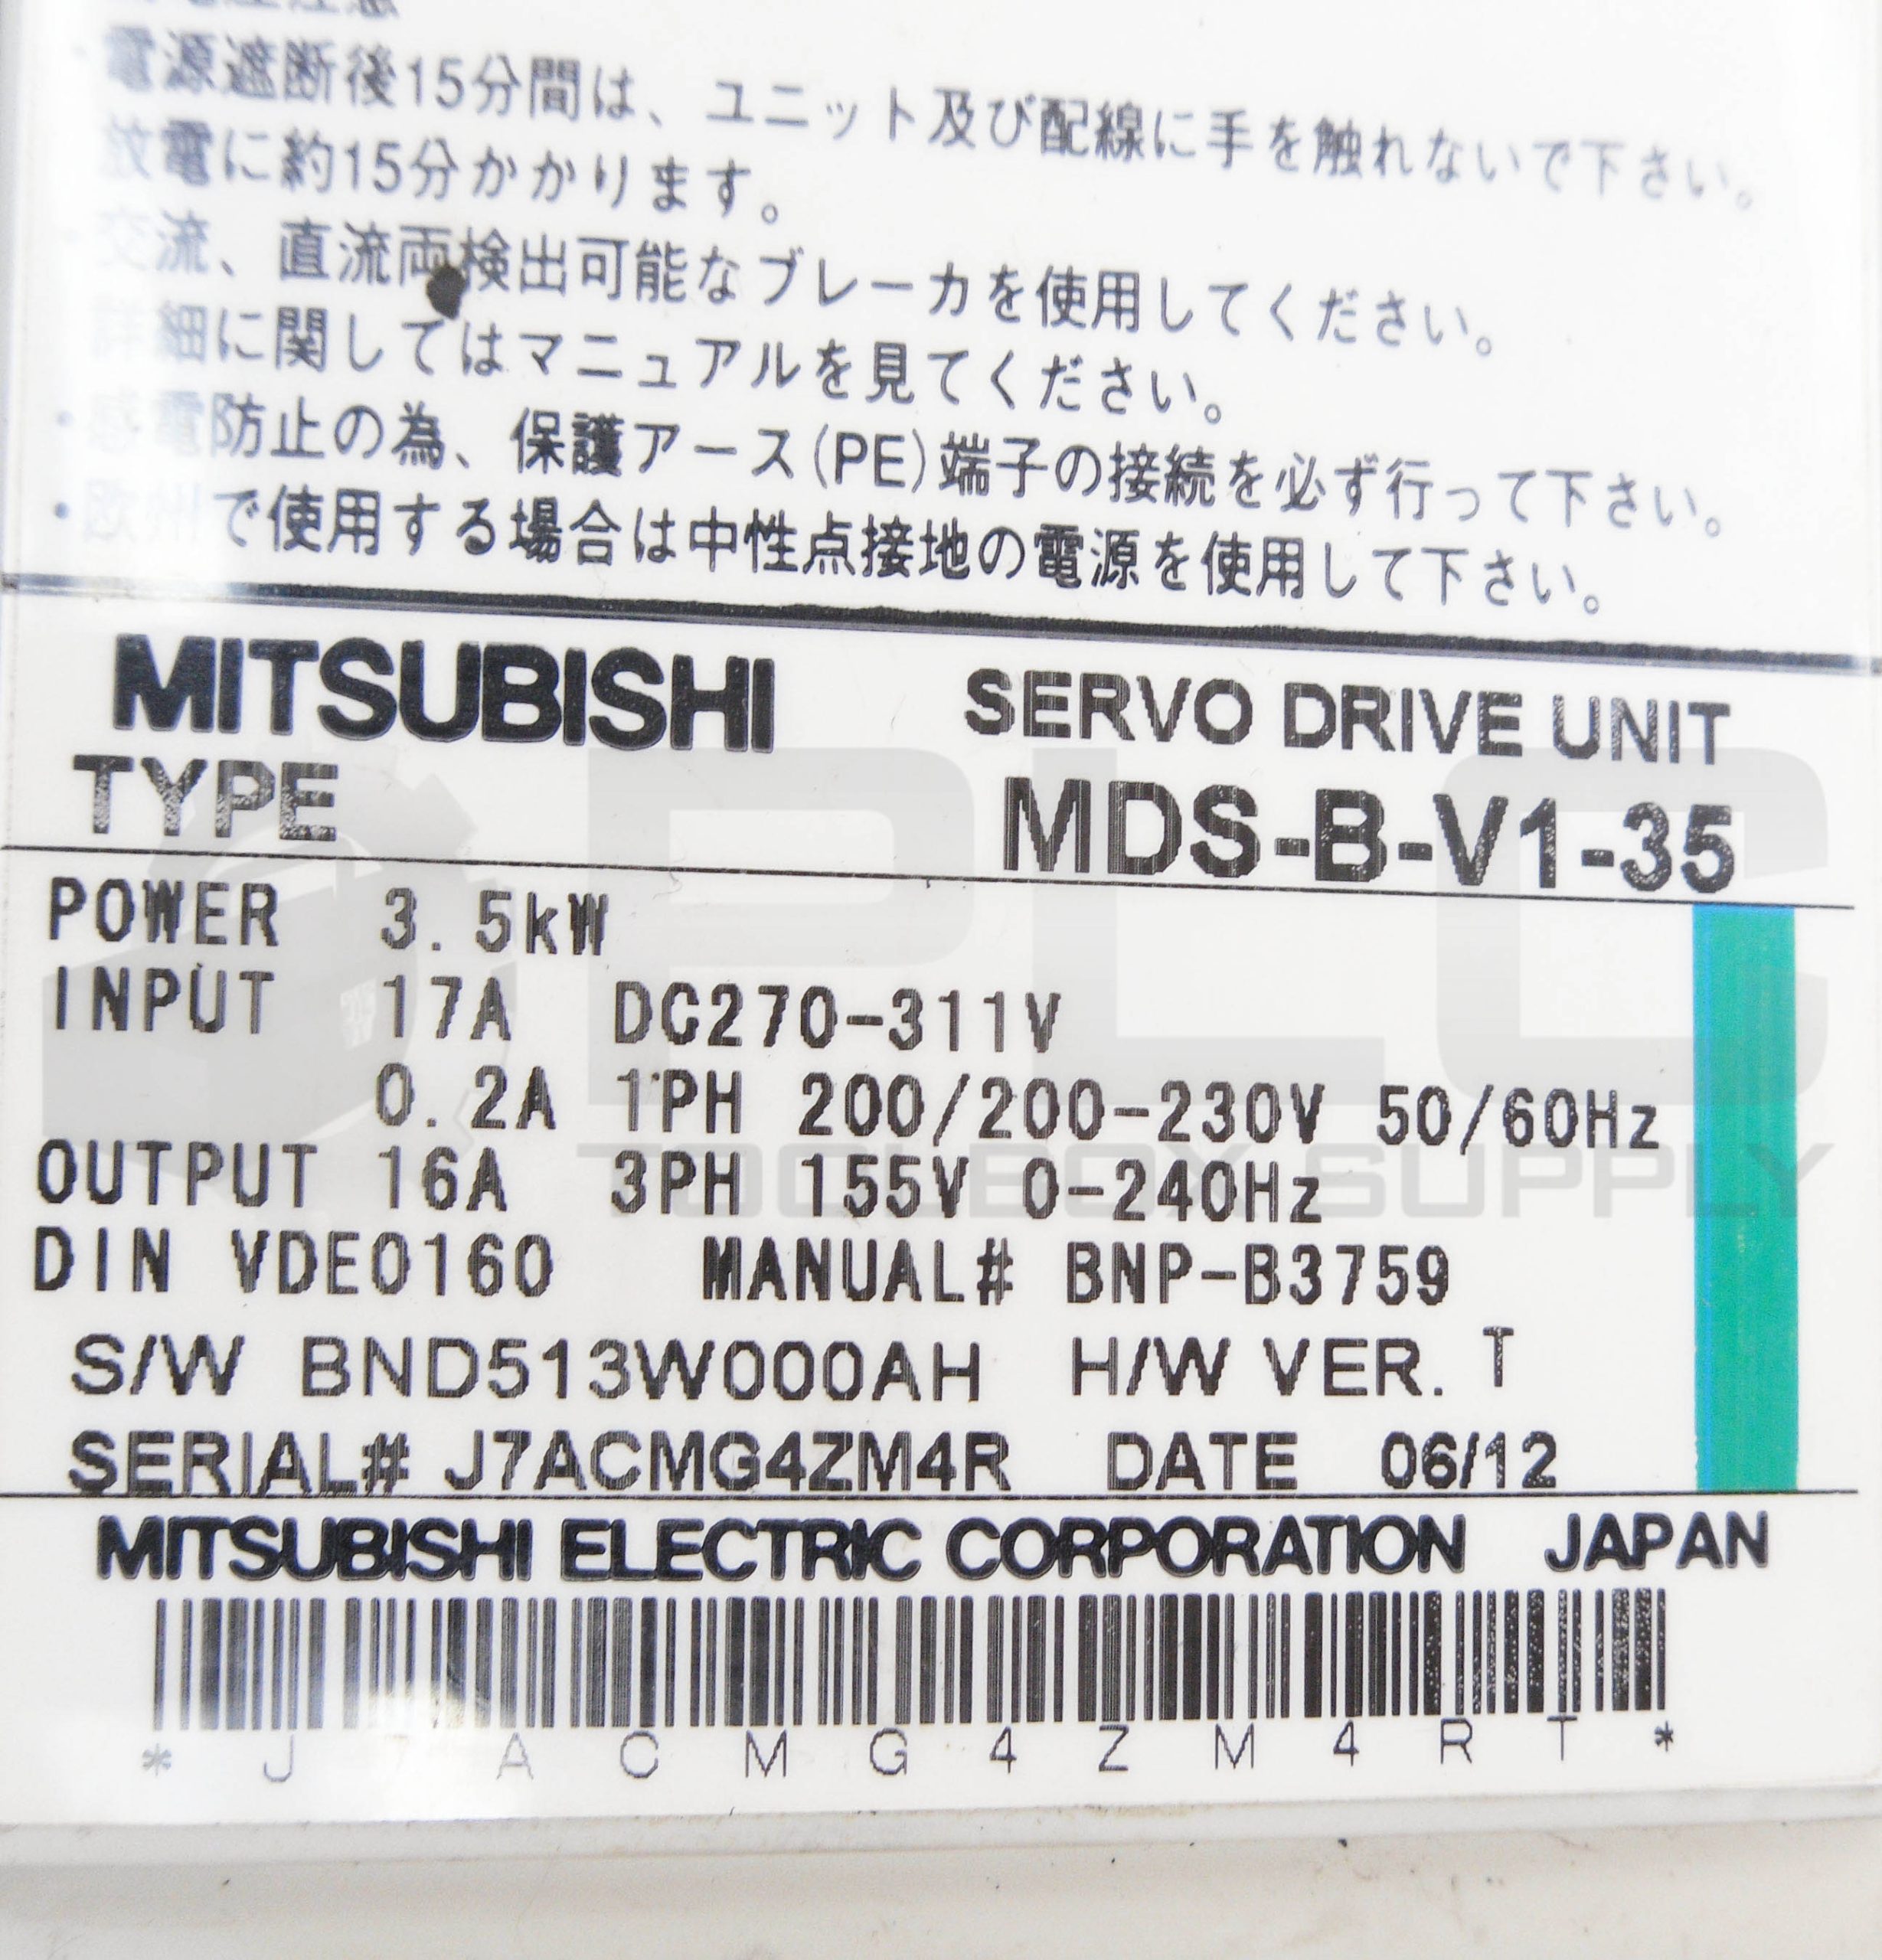 ・電源遮断後15分間は、ユニット及び配線に手を触れないで下さい。
放電に約15分かかります。
交流、直流両検出可能なブレーカを使用してください。
詳細に関してはマニュアルを見てください。
・感電防止の為、保護アース(PE)端子の接続を必ず行って下さい。
・欧州で使用する場合は中性点接地の電源を使用して下さい。
MITSUBISHI SERVO DRIVE UNIT
TYPE MDS-B-V1-35
POWER 3.5kW
INPUT 17A DC270-311V
0.2A 1PH 200/200-230V 50/60Hz
OUTPUT 16A 3PH 155V 0-240Hz
DIN VDE0160 MANUAL# BNP-B3759
S/W BND513W000AH H/W VER. T
SERIAL# J7ACMG4ZM4R DATE 06/12
MITSUBISHI ELECTRIC CORPORATION JAPAN
* J 7 A C M G 4 Z M 4 R T *
PLC
TOOLBOX SUPPLY